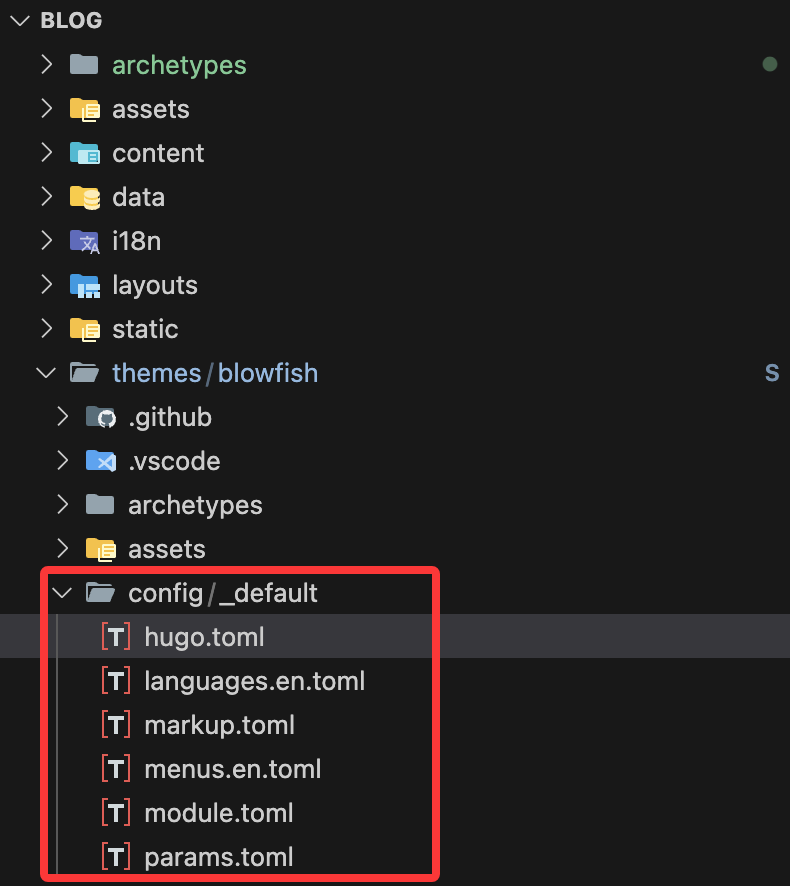 BLOG
archetypes
assets
content
data
i18n
layouts
static
themes/blowfish S
.github
.vscode
archetypes
assets
config/_default
[T] hugo.toml
[T] languages.en.toml
[T] markup.toml
[T] menus.en.toml
[T] module.toml
[T] params.toml